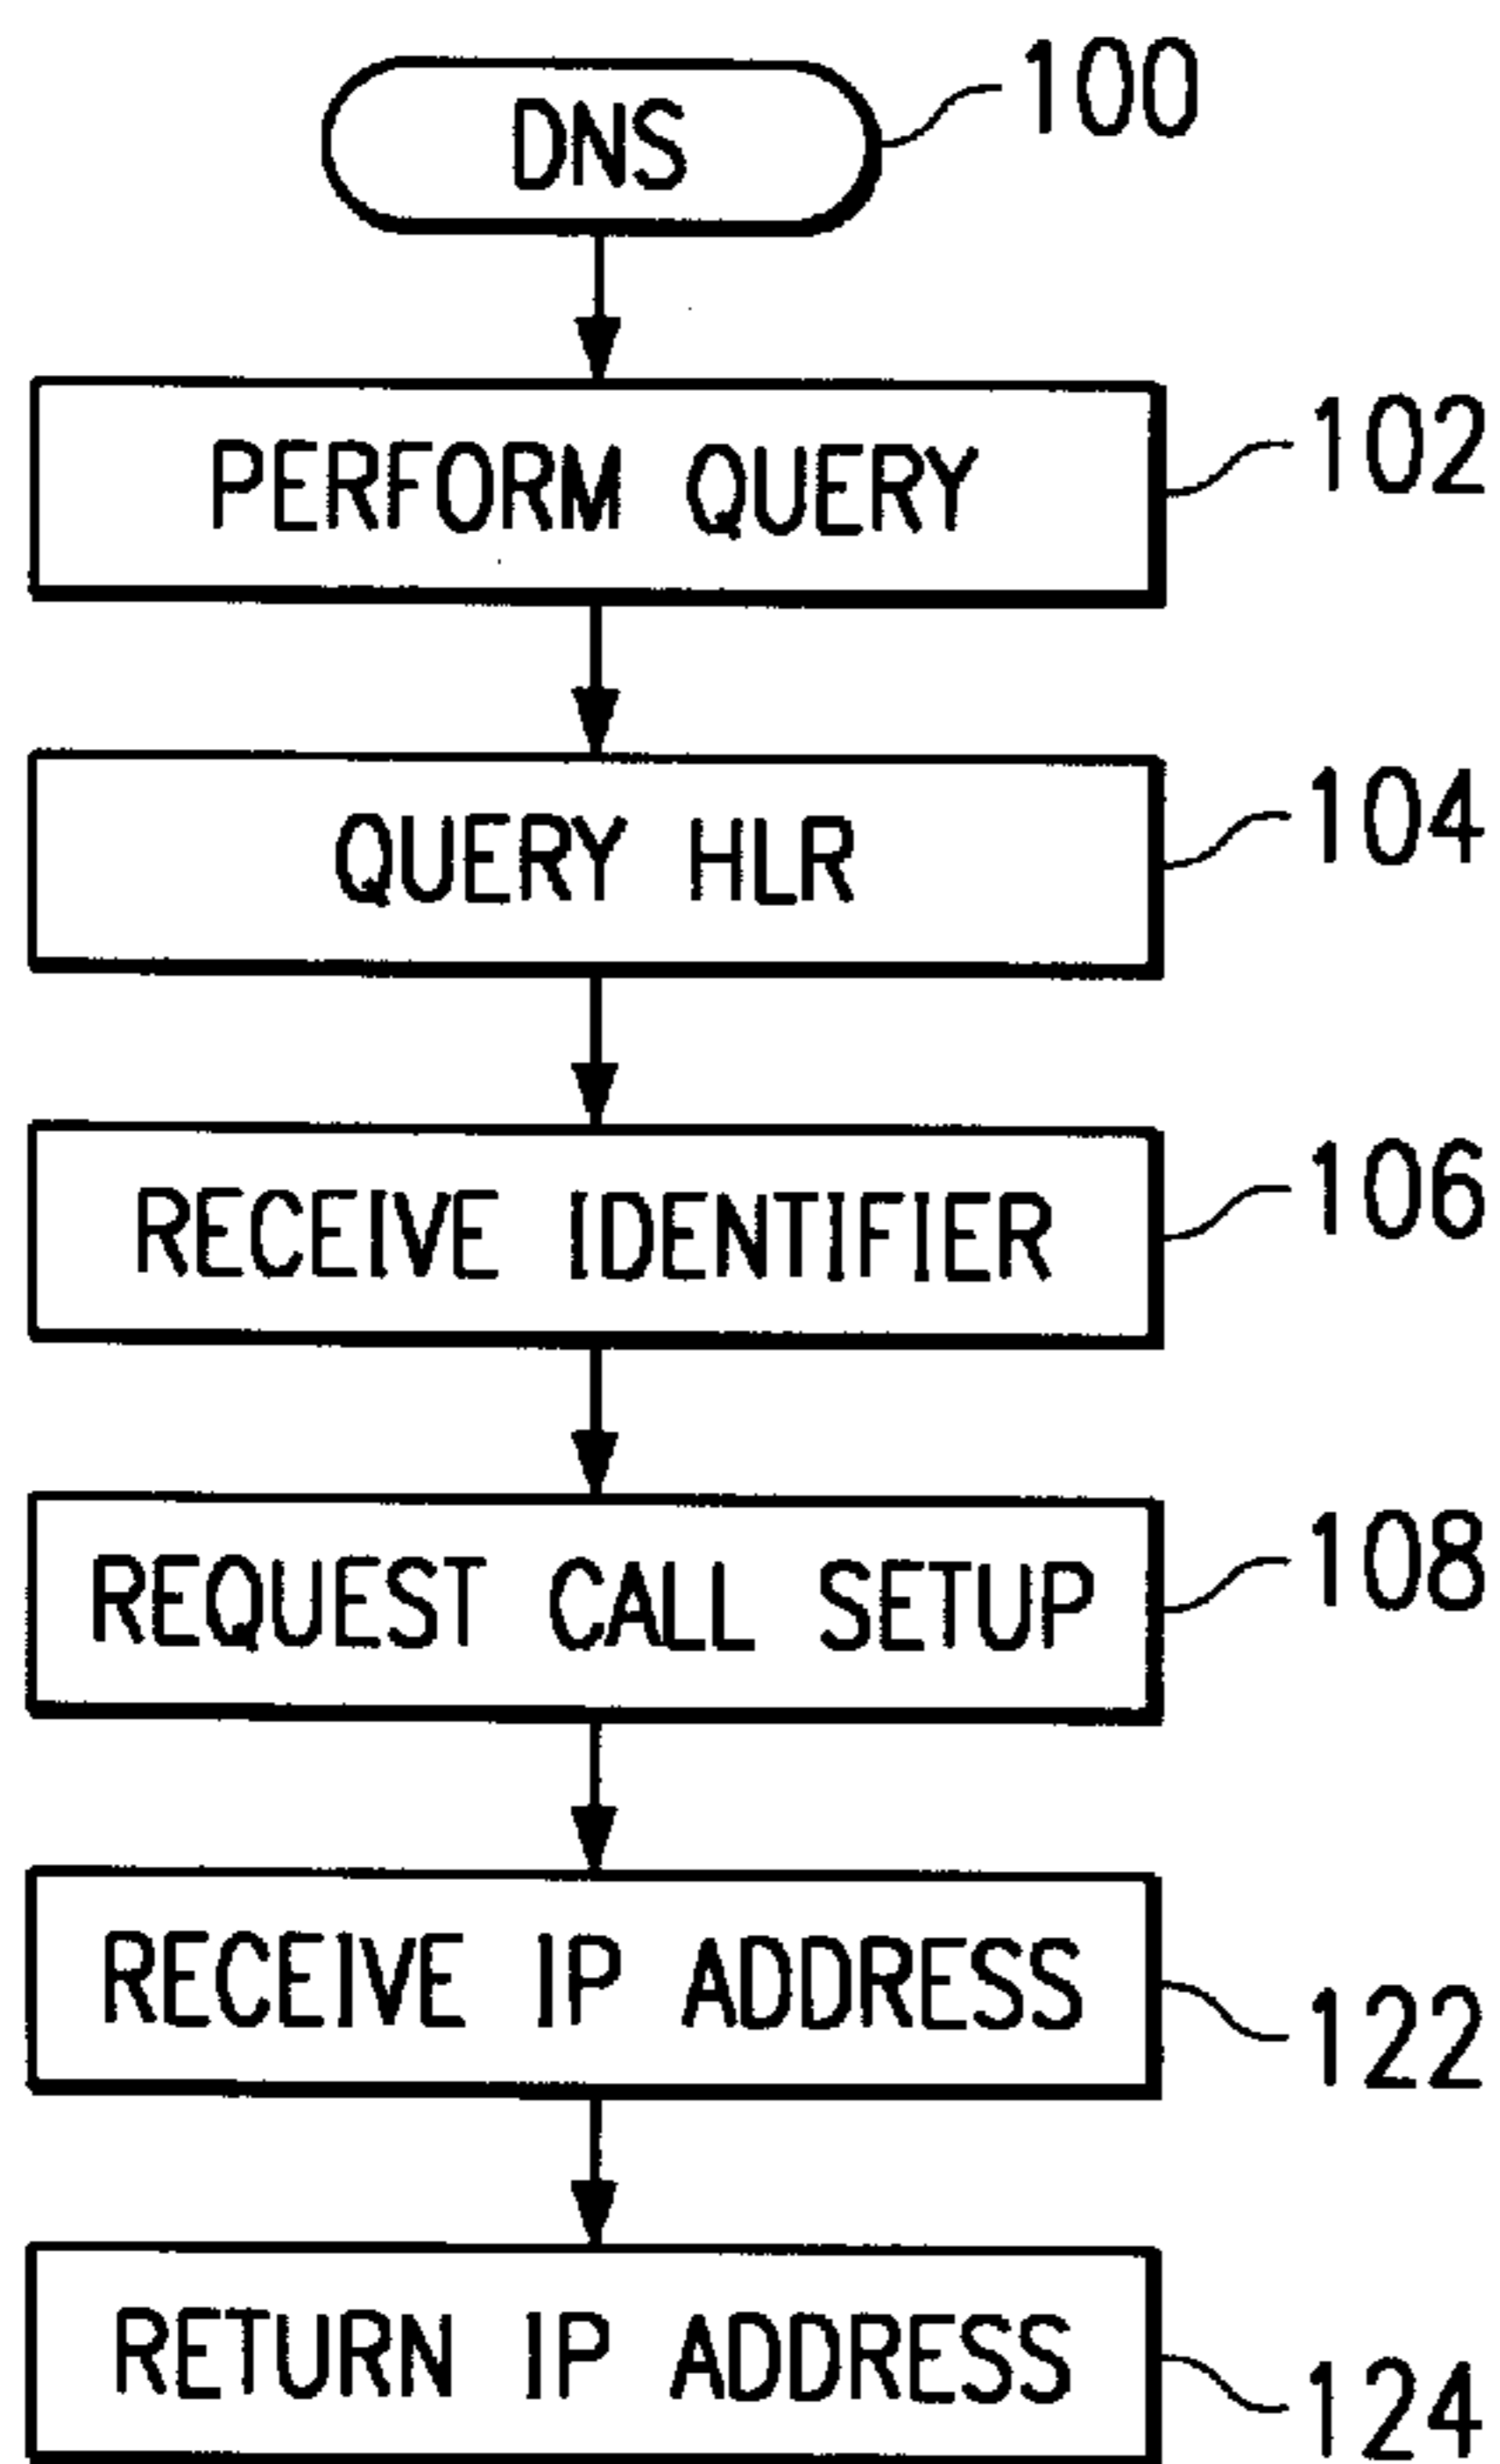 DNS 100
PERFORM QUERY 102
QUERY HLR 104
RECEIVE IDENTIFIER 106
REQUEST CALL SETUP 108
RECEIVE IP ADDRESS 122
RETURN IP ADDRESS 124